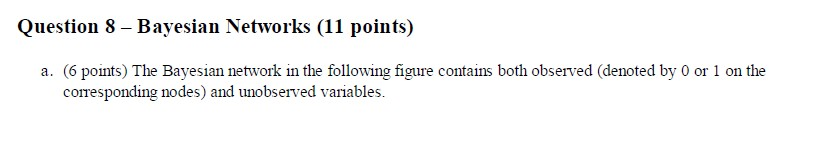 Question 8 – Bayesian Networks (11 points)
a. (6 points) The Bayesian network in the following figure contains both observed (denoted by 0 or 1 on the
corresponding nodes) and unobserved variables.